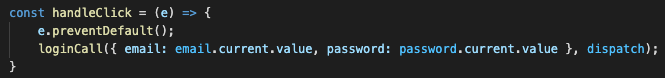 const handleClick = (e) => {
    e.preventDefault();
    loginCall({ email: email.current.value, password: password.current.value }, dispatch);
}